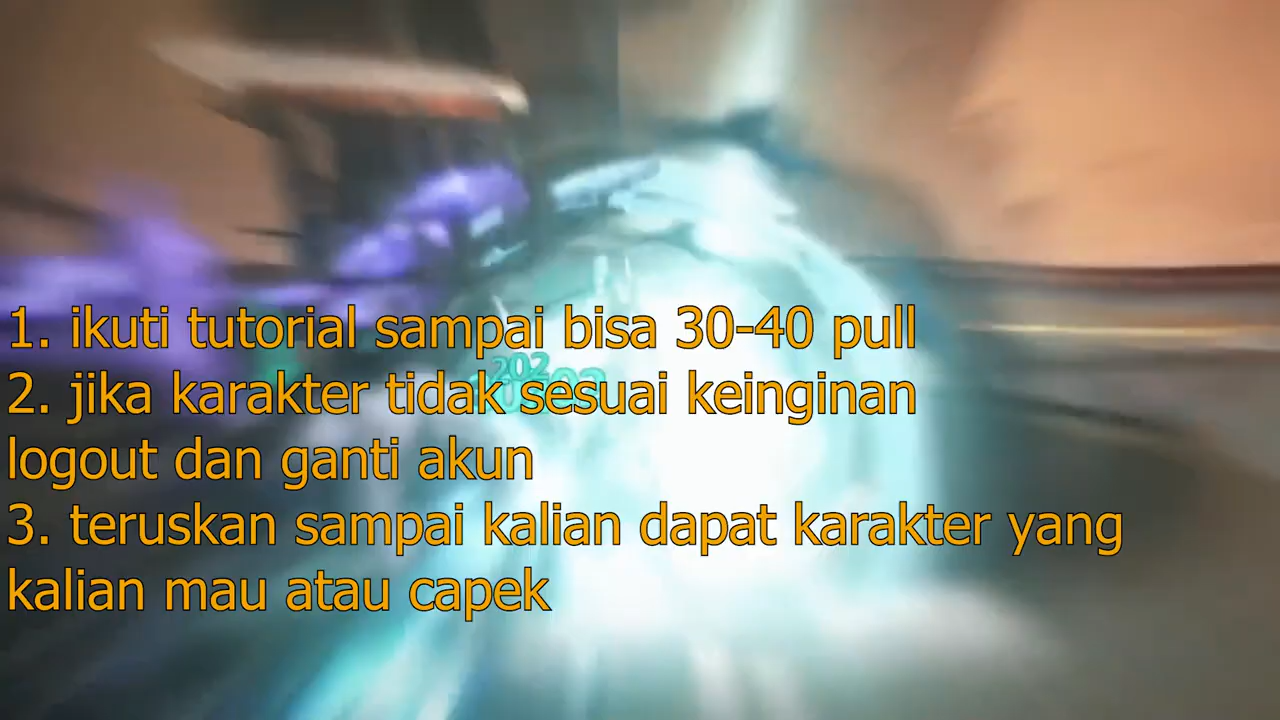 1. ikuti tutorial sampai bisa 30-40 pull
2. jika karakter tidak sesuai keinginan
logout dan ganti akun
3. teruskan sampai kalian dapat karakter yang
kalian mau atau capek
202